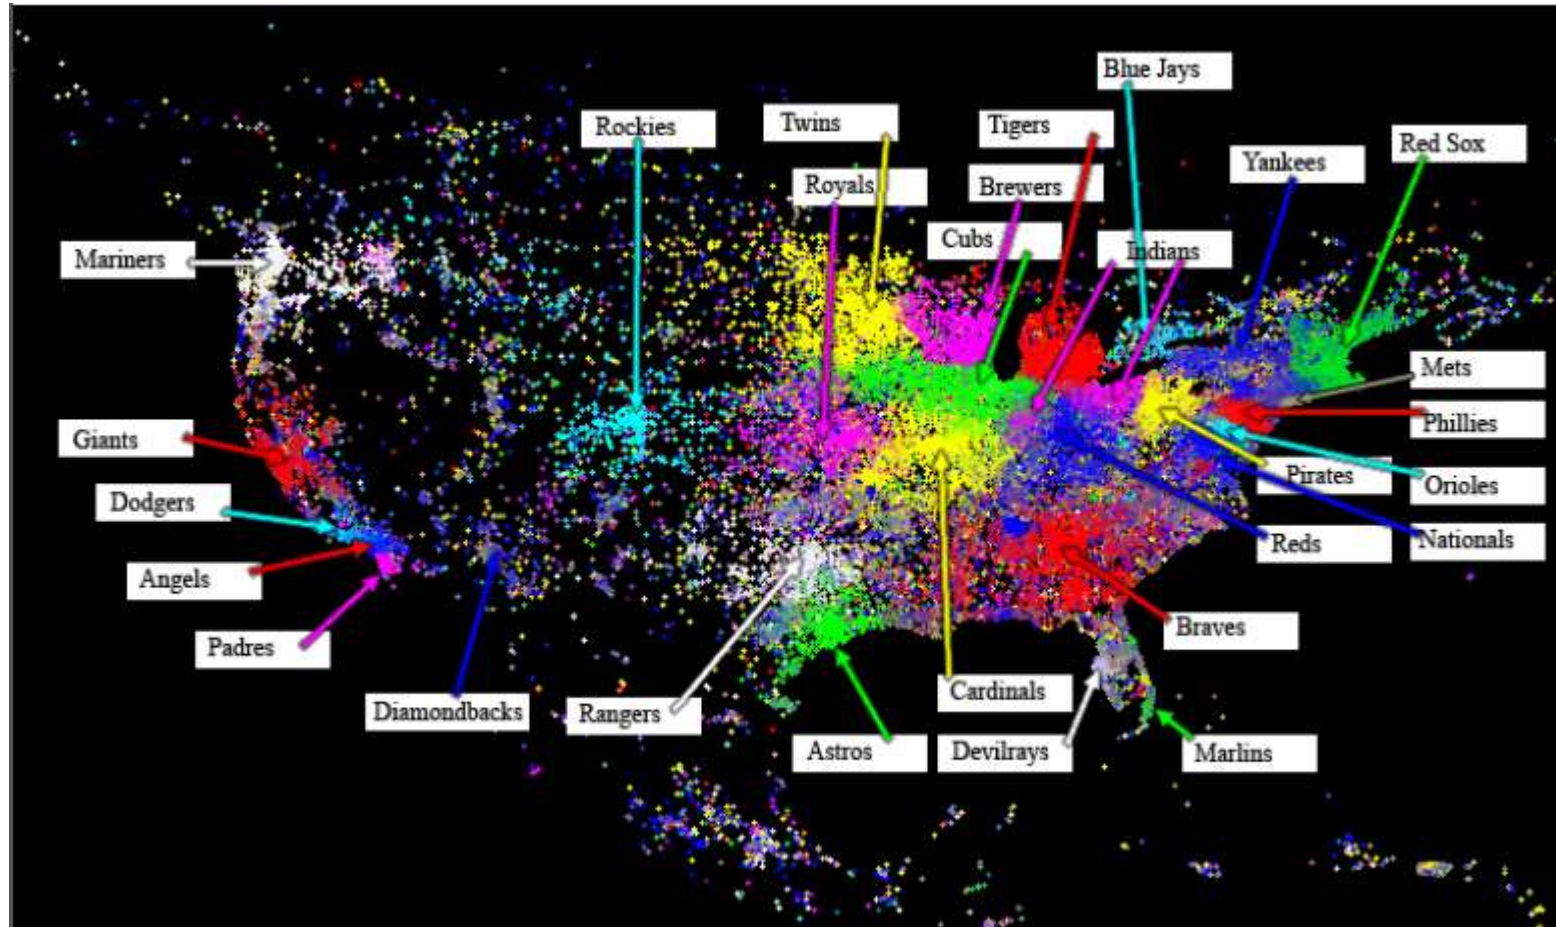 Blue Jays
Rockies
Twins
Tigers
Red Sox
Yankees
Royals
Brewers
Cubs
Indians
Mariners
Mets
Phillies
Giants
Pirates
Orioles
Dodgers
Reds
Nationals
Angels
Braves
Padres
Cardinals
Diamondbacks
Rangers
Astros
Devilrays
Marlins